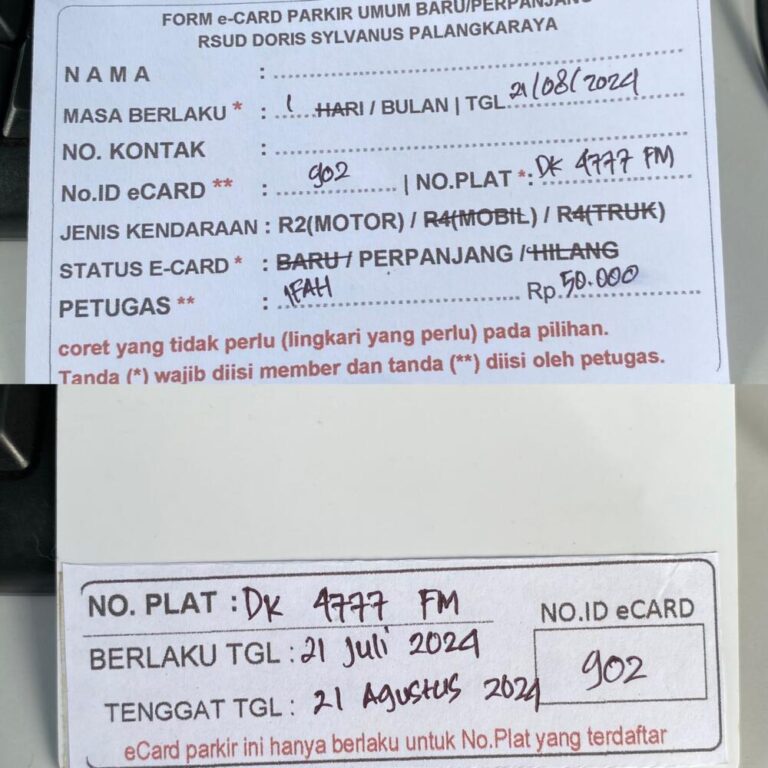 FORM e-CARD PARKIR UMUM BARU/PERPANJANG
RSUD DORIS SYLVANUS PALANGKARAYA
NAMA :
MASA BERLAKU * : 1 HARI / BULAN | TGL 21/08/2024
NO. KONTAK :
No.ID eCARD ** : 902 | NO.PLAT *: DK 4777 FM
JENIS KENDARAAN : R2(MOTOR) / R4(MOBIL) / R4(TRUK)
STATUS E-CARD * : BARU / PERPANJANG / HILANG
PETUGAS ** : IFAH Rp. 50.000
coret yang tidak perlu (lingkari yang perlu) pada pilihan.
Tanda (*) wajib diisi member dan tanda (**) diisi oleh petugas.
NO. PLAT : DK 4777 FM
BERLAKU TGL : 21 Juli 2024
TENGGAT TGL : 21 Agustus 2024
NO.ID eCARD
902
eCard parkir ini hanya berlaku untuk No.Plat yang terdaftar